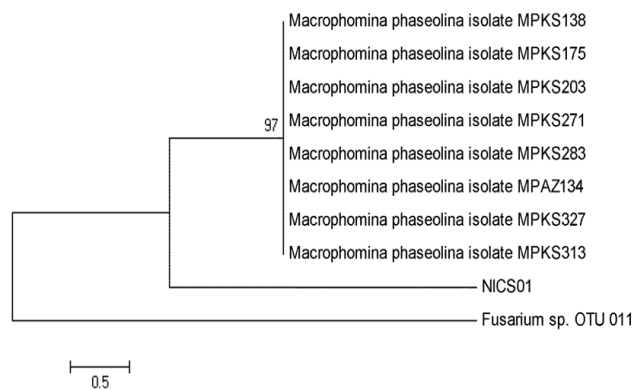 Macrophomina phaseolina isolate MPKS138
Macrophomina phaseolina isolate MPKS175
Macrophomina phaseolina isolate MPKS203
Macrophomina phaseolina isolate MPKS271
97
Macrophomina phaseolina isolate MPKS283
Macrophomina phaseolina isolate MPAZ134
Macrophomina phaseolina isolate MPKS327
Macrophomina phaseolina isolate MPKS313
NICS01
Fusarium sp. OTU 011
0.5